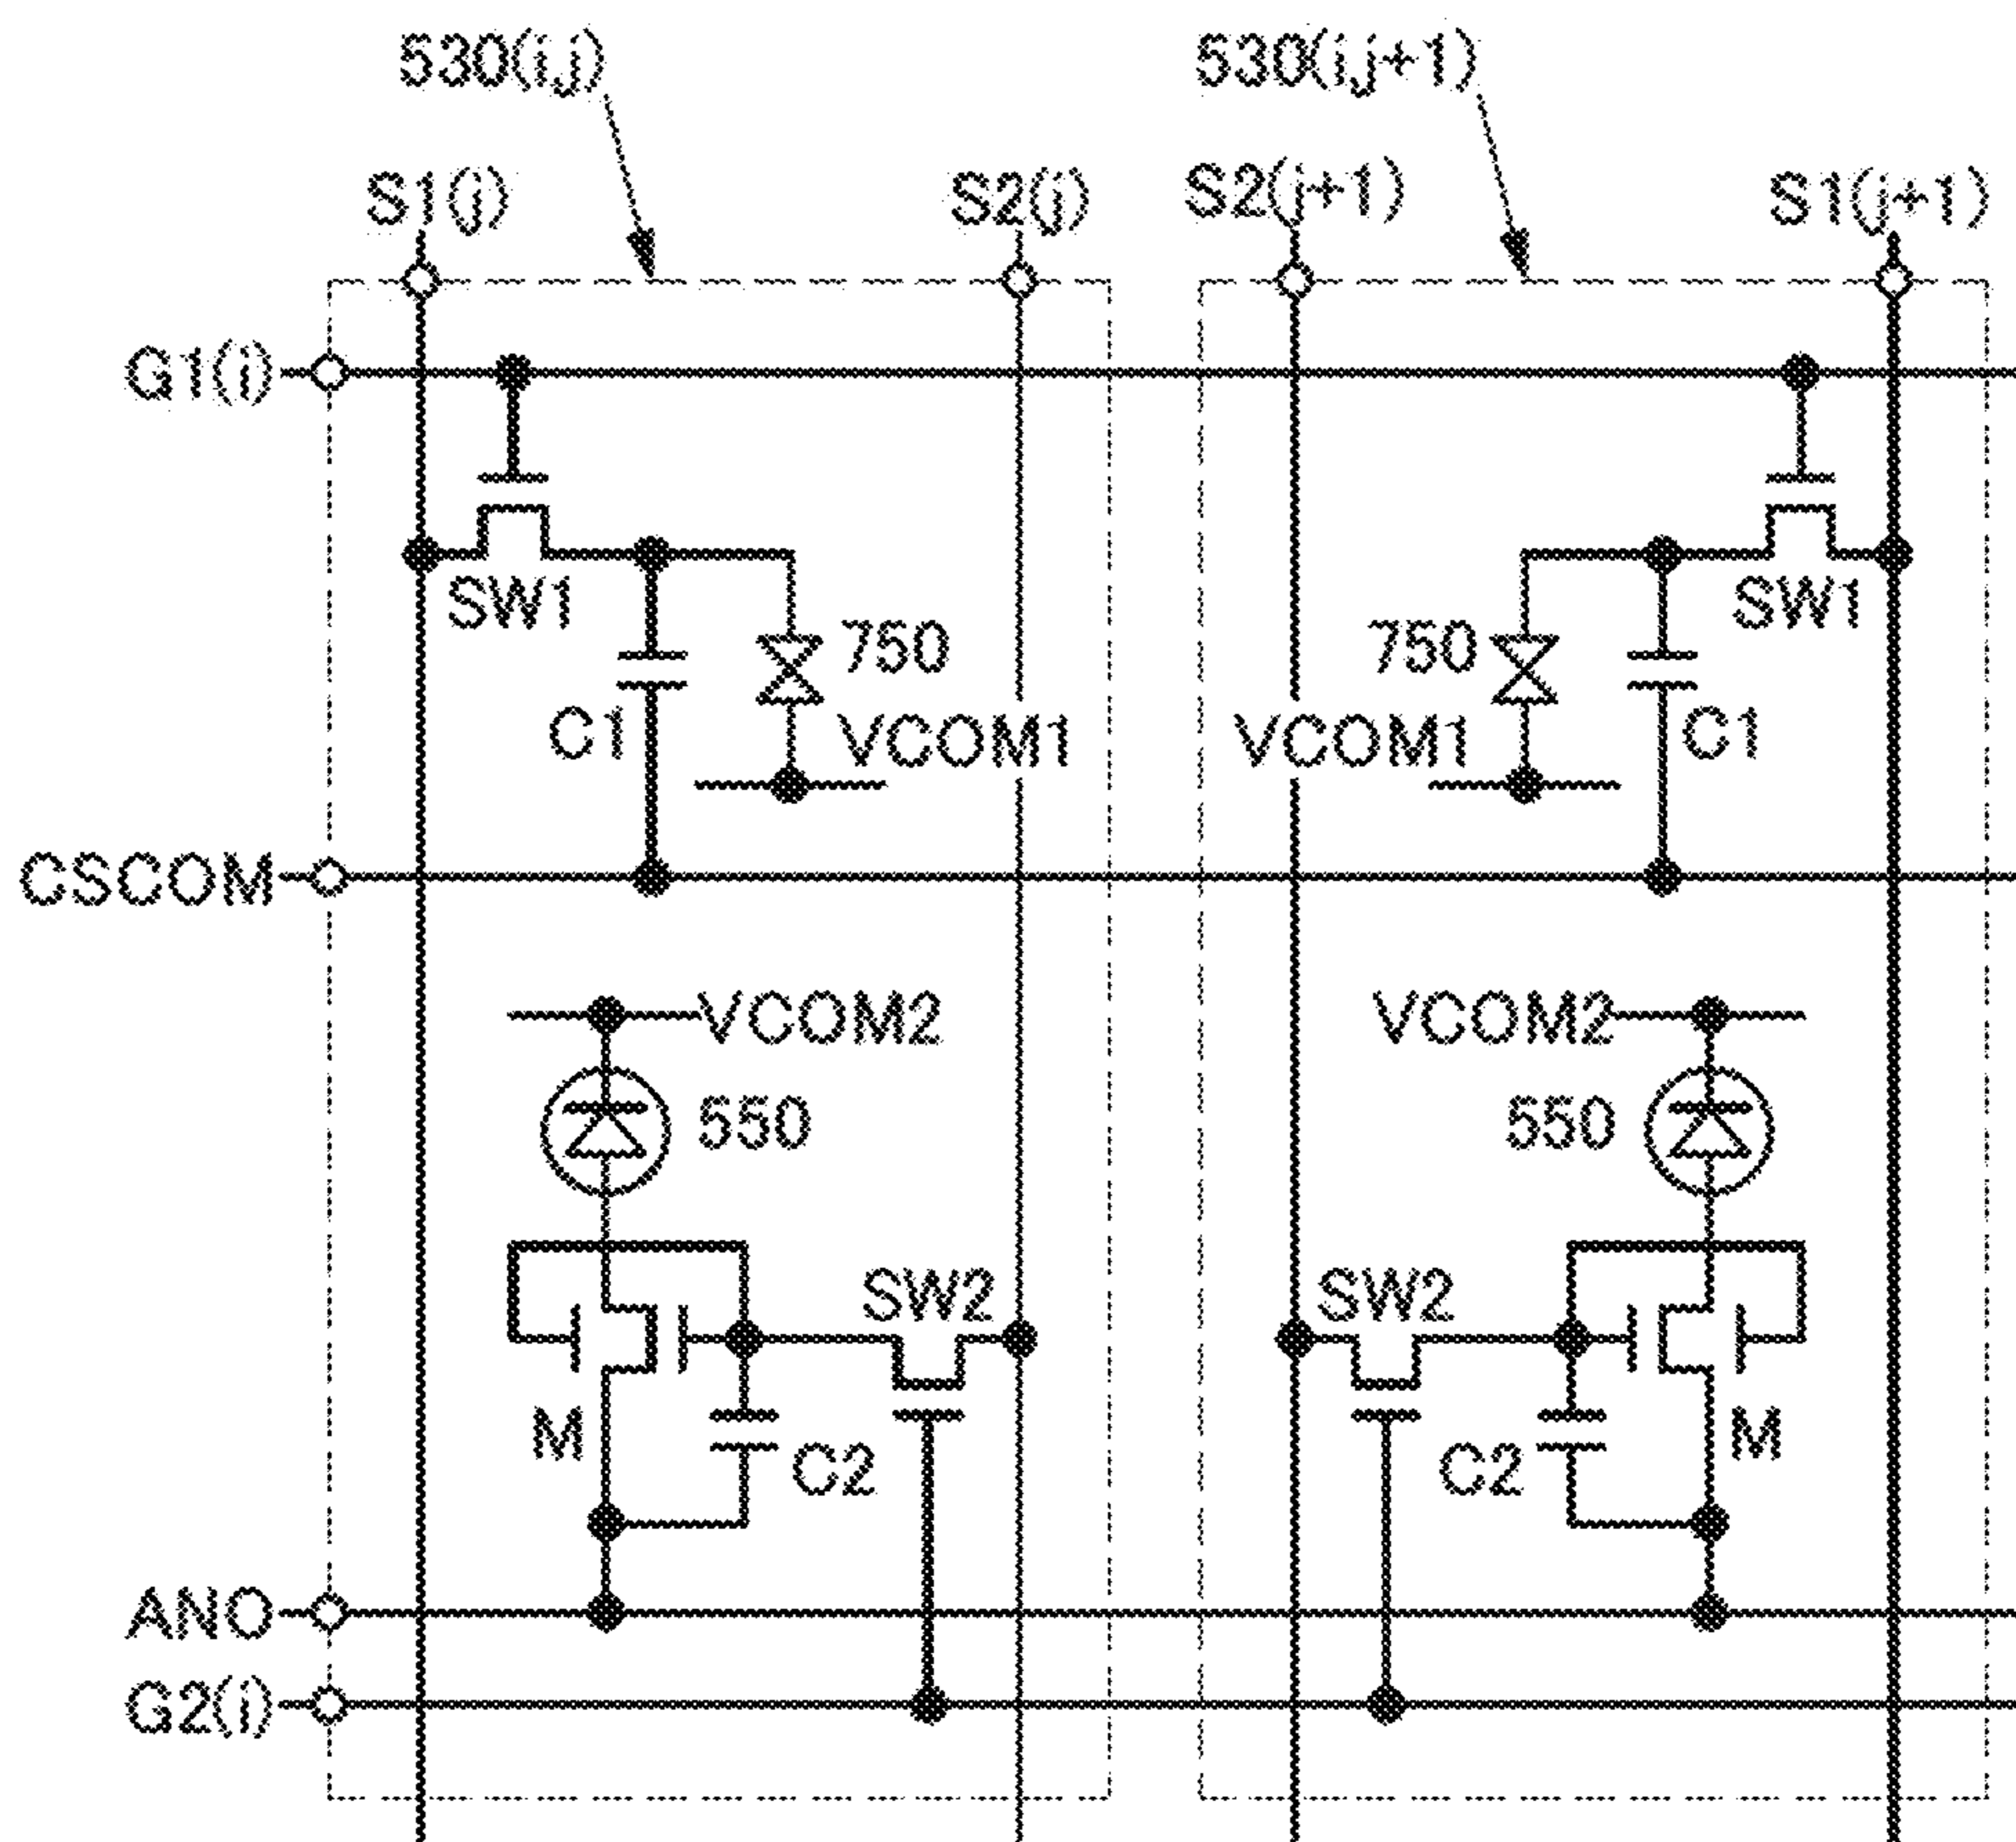 530(i,j) 530(i,j+1)
S1(j) S2(j) S2(j+1) S1(j+1)
G1(i)
SW1 SW1
750 750
C1 VCOM1 VCOM1 C1
CSCOM
VCOM2 VCOM2
550 550
SW2 SW2
M C2 C2 M
ANO
G2(i)